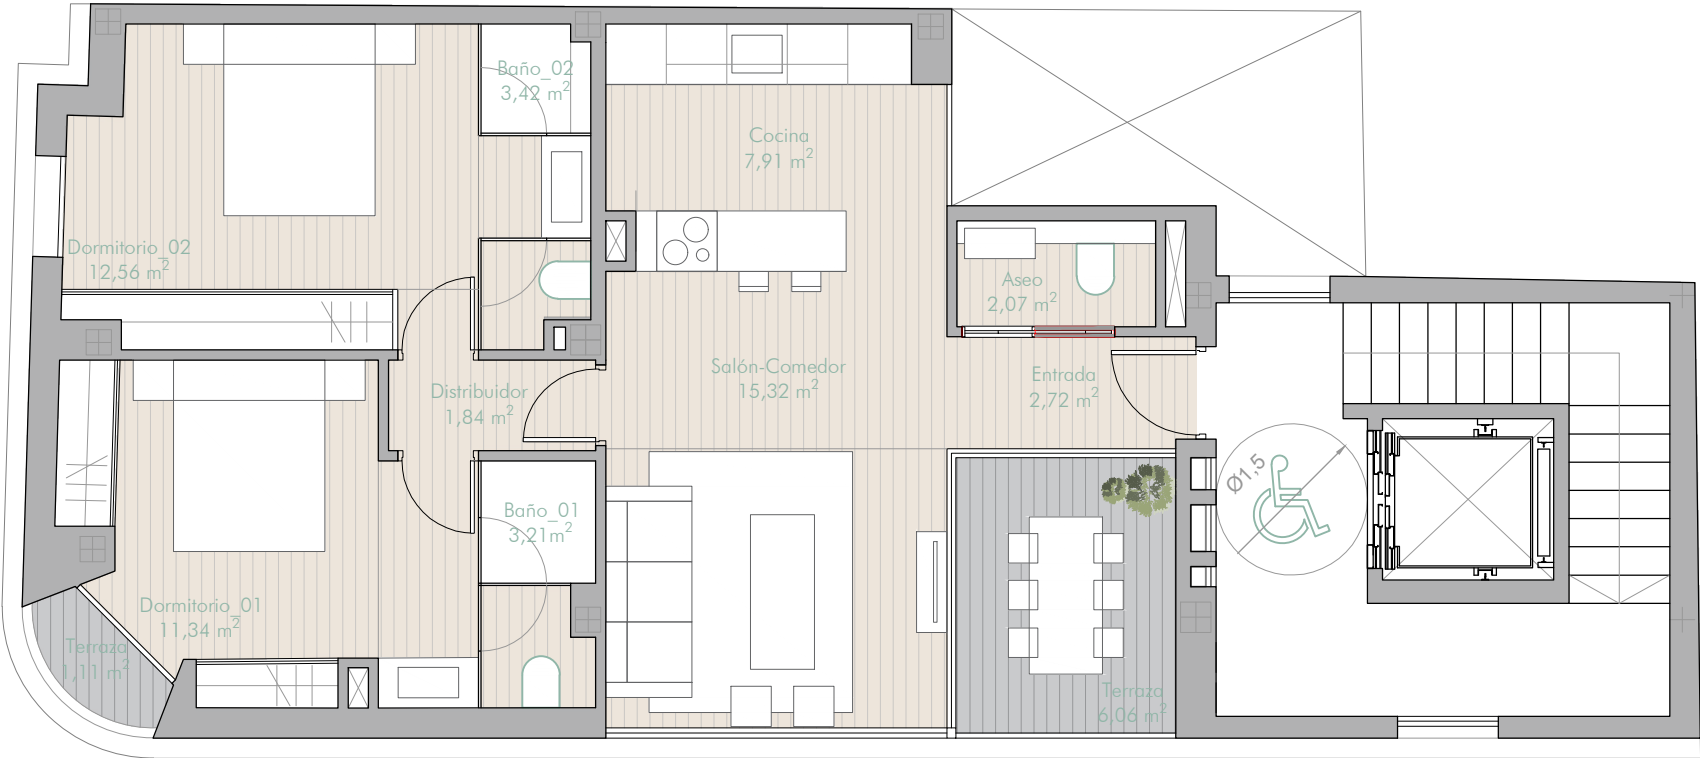 Baño_02
3,42 m²
Cocina
7,91 m²
Dormitorio_02
12,56 m²
Aseo
2,07 m²
Salón-Comedor
15,32 m²
Entrada
2,72 m²
Distribuidor
1,84 m²
Ø1,5
Baño_01
3,21m²
Dormitorio_01
11,34 m²
Terraza
1,11 m²
Terraza
6,06 m²